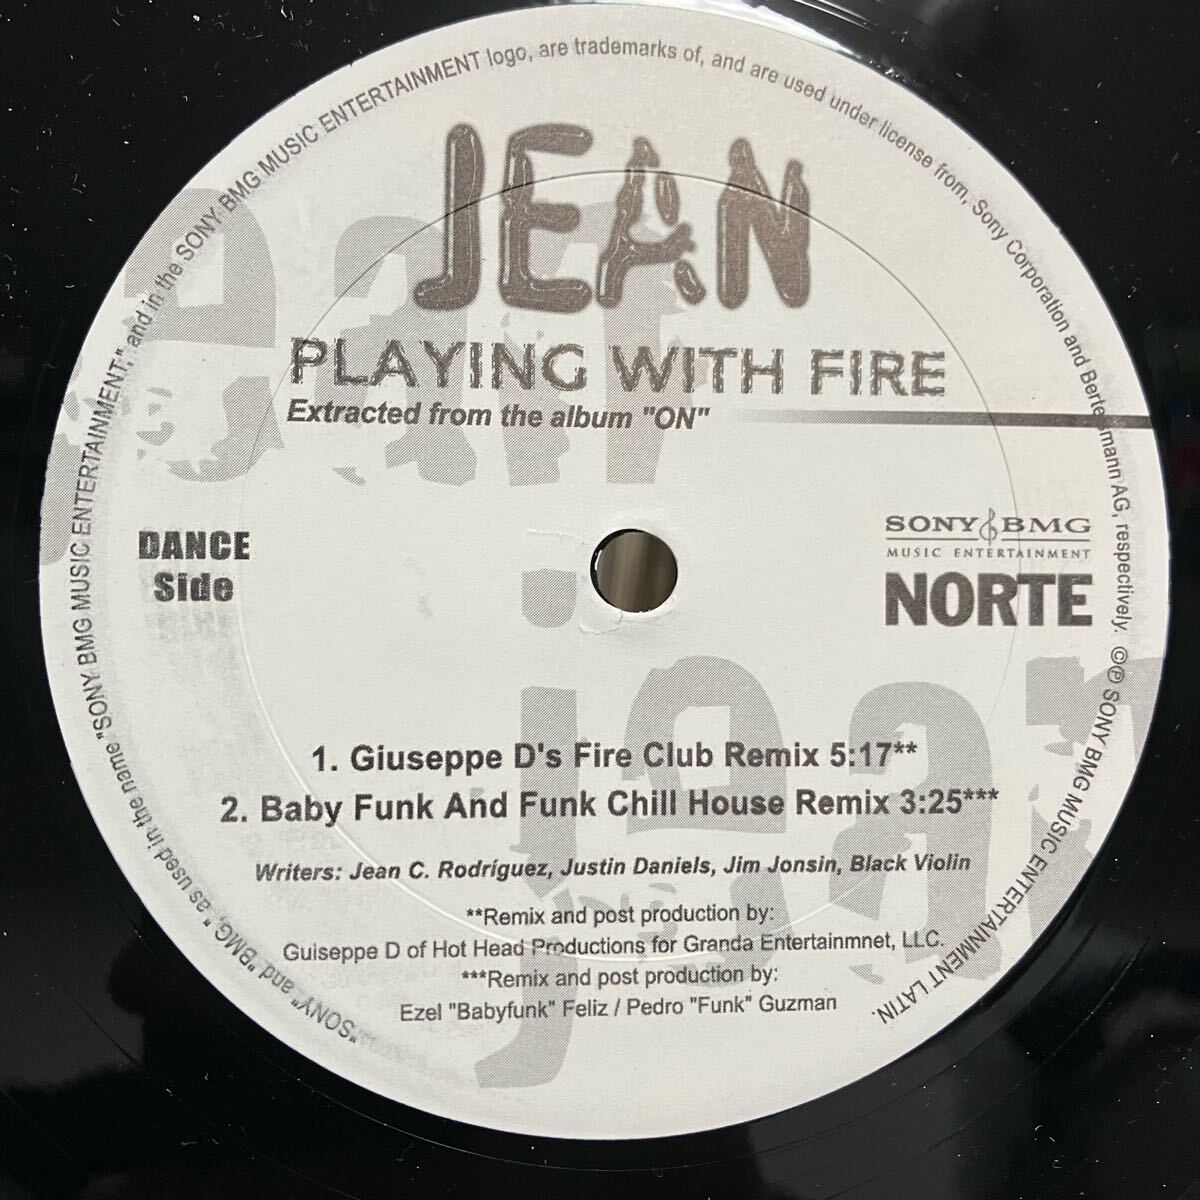 "SONY" and "BMG," as used in the name "SONY BMG MUSIC ENTERTAINMENT," and in the SONY BMG MUSIC ENTERTAINMENT logo, are trademarks of, and are used under license from, Sony Corporation and Bertelsmann AG, respectively. ©℗ SONY BMG MUSIC ENTERTAINMENT LATIN.
JEAN
PLAYING WITH FIRE
Extracted from the album "ON"
DANCE
Side
SONY BMG
MUSIC ENTERTAINMENT
NORTE
jean
1. Giuseppe D's Fire Club Remix 5:17**
2. Baby Funk And Funk Chill House Remix 3:25***
Writers: Jean C. Rodríguez, Justin Daniels, Jim Jonsin, Black Violin
**Remix and post production by:
Guiseppe D of Hot Head Productions for Granda Entertainmnet, LLC.
***Remix and post production by:
Ezel "Babyfunk" Feliz / Pedro "Funk" Guzman